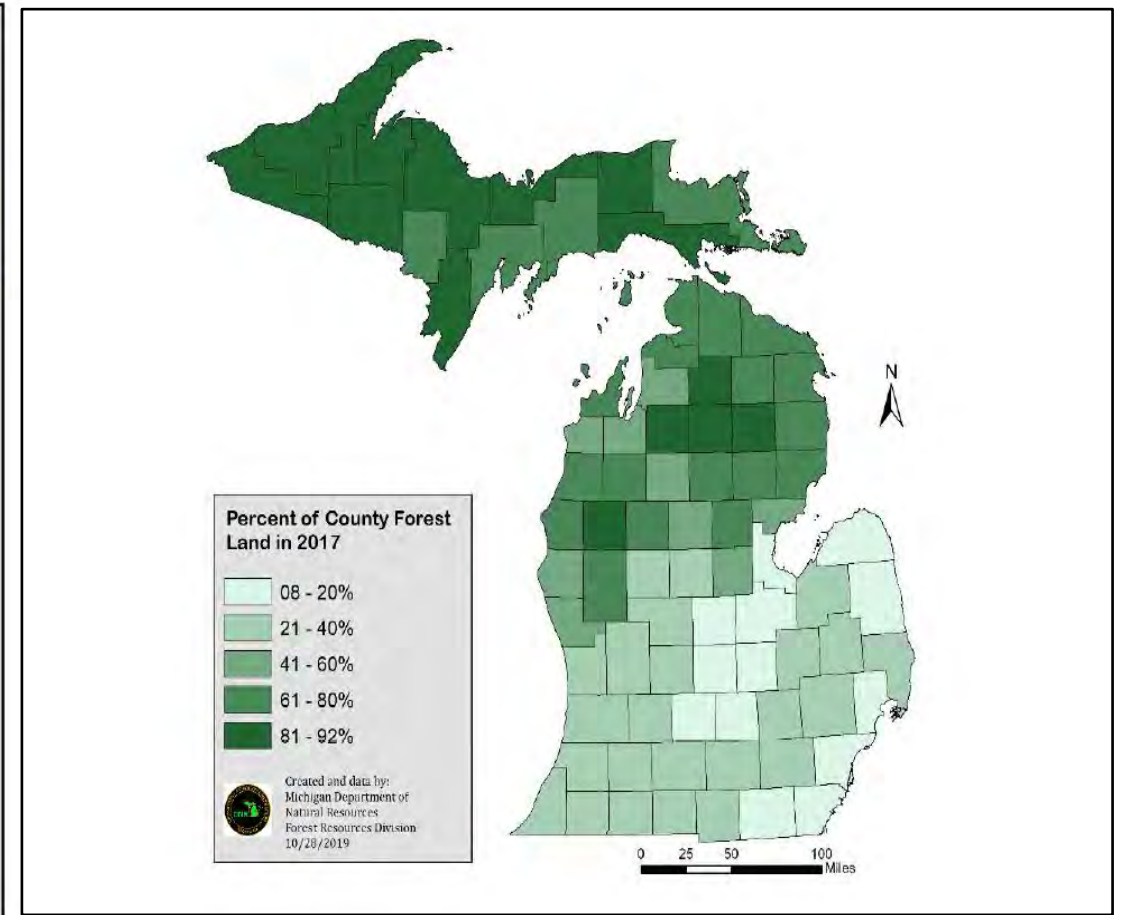 N
Percent of County Forest
Land in 2017
08 - 20%
21 - 40%
41 - 60%
61 - 80%
81 - 92%
Created and data by:
Michigan Department of
Natural Resources
Forest Resources Division
10/28/2019
0 25 50 100
Miles